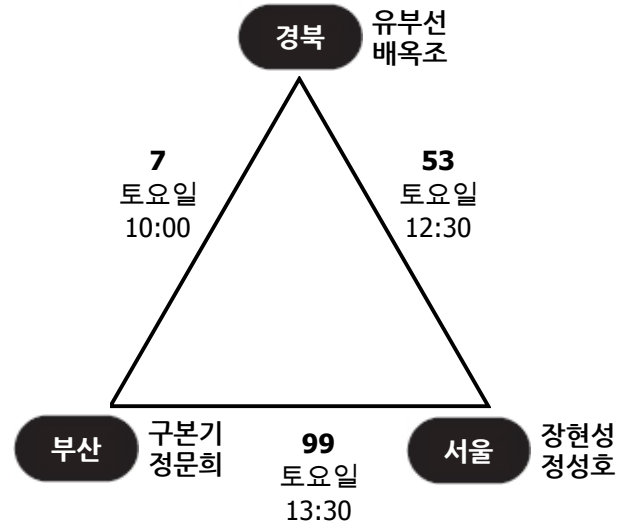 경북
유부선
배옥조
7
토요일
10:00
53
토요일
12:30
부산
구본기
정문희
99
토요일
13:30
서울
장현성
정성호